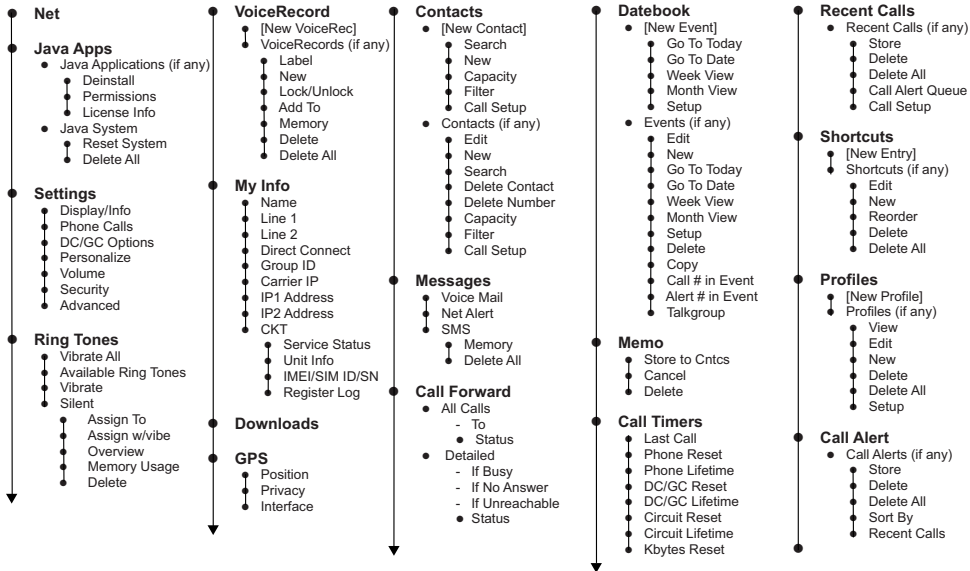 Net
Java Apps
Java Applications (if any)
Deinstall
Permissions
License Info
Java System
Reset System
Delete All
Settings
Display/Info
Phone Calls
DC/GC Options
Personalize
Volume
Security
Advanced
Ring Tones
Vibrate All
Available Ring Tones
Vibrate
Silent
Assign To
Assign w/vibe
Overview
Memory Usage
Delete
VoiceRecord
[New VoiceRec]
VoiceRecords (if any)
Label
New
Lock/Unlock
Add To
Memory
Delete
Delete All
My Info
Name
Line 1
Line 2
Direct Connect
Group ID
Carrier IP
IP1 Address
IP2 Address
CKT
Service Status
Unit Info
IMEI/SIM ID/SN
Register Log
Downloads
GPS
Position
Privacy
Interface
Contacts
[New Contact]
Search
New
Capacity
Filter
Call Setup
Contacts (if any)
Edit
New
Search
Delete Contact
Delete Number
Capacity
Filter
Call Setup
Messages
Voice Mail
Net Alert
SMS
Memory
Delete All
Call Forward
All Calls
- To
Status
Detailed
- If Busy
- If No Answer
- If Unreachable
Status
Datebook
[New Event]
Go To Today
Go To Date
Week View
Month View
Setup
Events (if any)
Edit
New
Go To Today
Go To Date
Week View
Month View
Setup
Delete
Copy
Call # in Event
Alert # in Event
Talkgroup
Memo
Store to Cntcs
Cancel
Delete
Call Timers
Last Call
Phone Reset
Phone Lifetime
DC/GC Reset
DC/GC Lifetime
Circuit Reset
Circuit Lifetime
Kbytes Reset
Recent Calls
Recent Calls (if any)
Store
Delete
Delete All
Call Alert Queue
Call Setup
Shortcuts
[New Entry]
Shortcuts (if any)
Edit
New
Reorder
Delete
Delete All
Profiles
[New Profile]
Profiles (if any)
View
Edit
New
Delete
Delete All
Setup
Call Alert
Call Alerts (if any)
Store
Delete
Delete All
Sort By
Recent Calls